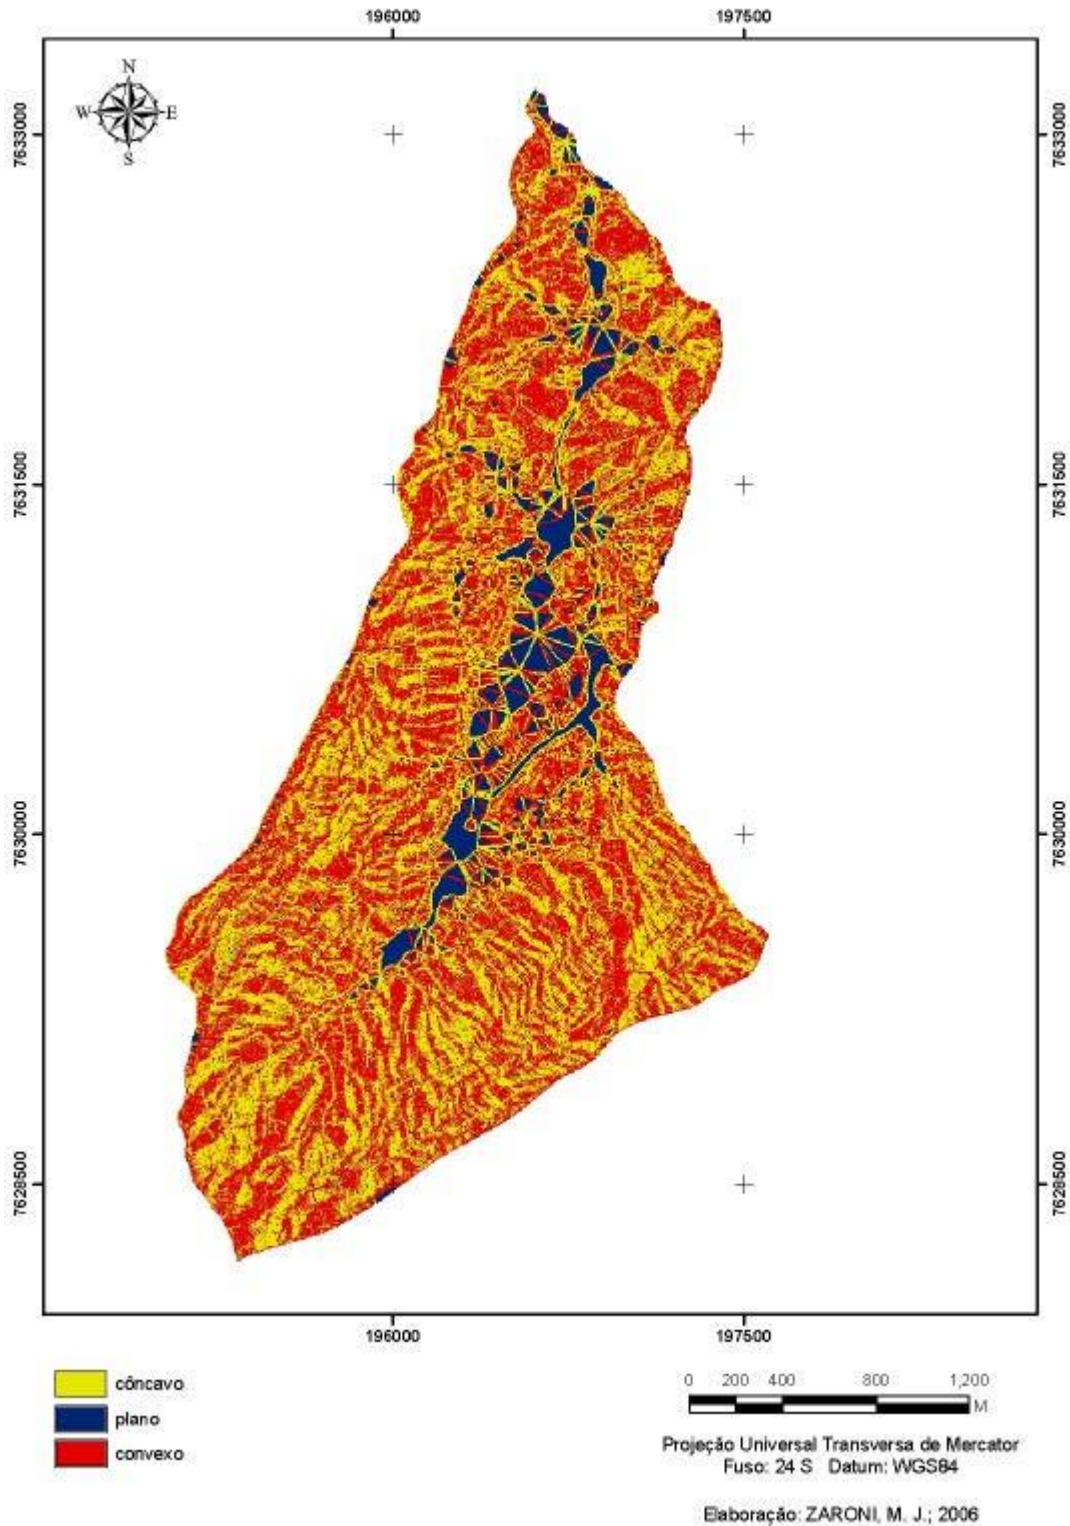 196000
197500
N
W
E
S
7633000
7633000
7631500
7631500
7630000
7630000
7628500
7628500
196000
197500
côncavo
plano
convexo
0 200 400 800 1,200
M
Projeção Universal Transversa de Mercator
Fuso: 24 S Datum: WGS84
Elaboração: ZARONI, M. J.; 2006